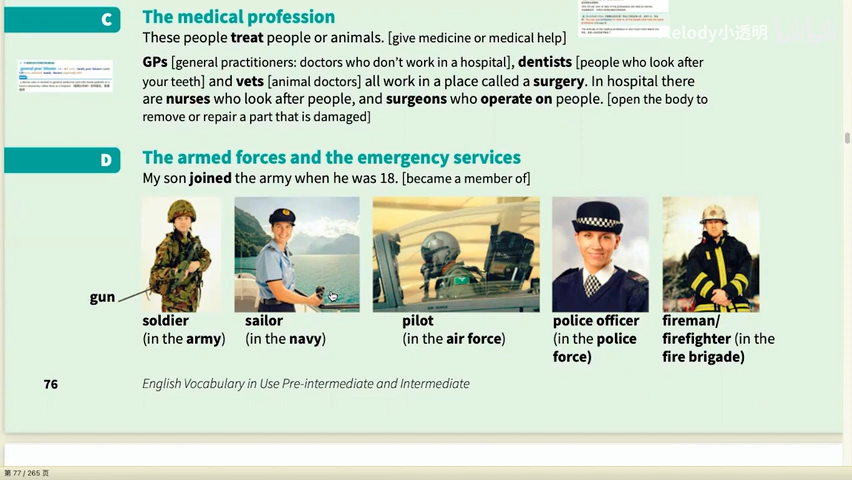 C
The medical profession
These people treat people or animals. [give medicine or medical help]
GPs [general practitioners: doctors who don't work in a hospital], dentists [people who look after
your teeth] and vets [animal doctors] all work in a place called a surgery. In hospital there
are nurses who look after people, and surgeons who operate on people. [open the body to
remove or repair a part that is damaged]
D
The armed forces and the emergency services
My son joined the army when he was 18. [became a member of]
gun
soldier
(in the army)
sailor
(in the navy)
pilot
(in the air force)
police officer
(in the police
force)
fireman/
firefighter (in the
fire brigade)
76
English Vocabulary in Use Pre-intermediate and Intermediate
elody小透明
第 77 / 265 页